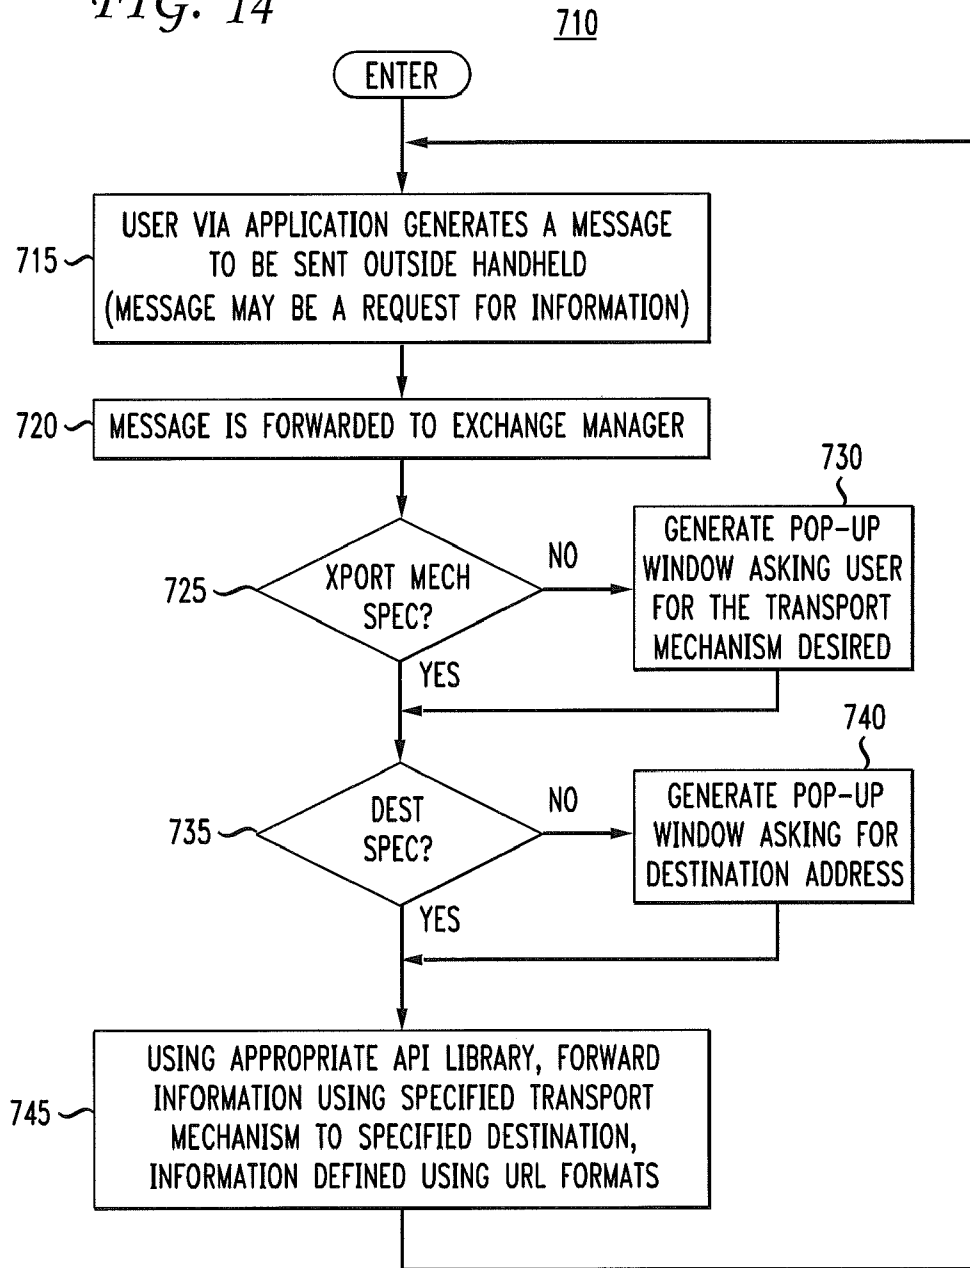 FIG. 14
710
ENTER
715
USER VIA APPLICATION GENERATES A MESSAGE
TO BE SENT OUTSIDE HANDHELD
(MESSAGE MAY BE A REQUEST FOR INFORMATION)
720
MESSAGE IS FORWARDED TO EXCHANGE MANAGER
725
XPORT MECH
SPEC?
NO
YES
730
GENERATE POP-UP
WINDOW ASKING USER
FOR THE TRANSPORT
MECHANISM DESIRED
735
DEST
SPEC?
NO
YES
740
GENERATE POP-UP
WINDOW ASKING FOR
DESTINATION ADDRESS
745
USING APPROPRIATE API LIBRARY, FORWARD
INFORMATION USING SPECIFIED TRANSPORT
MECHANISM TO SPECIFIED DESTINATION,
INFORMATION DEFINED USING URL FORMATS